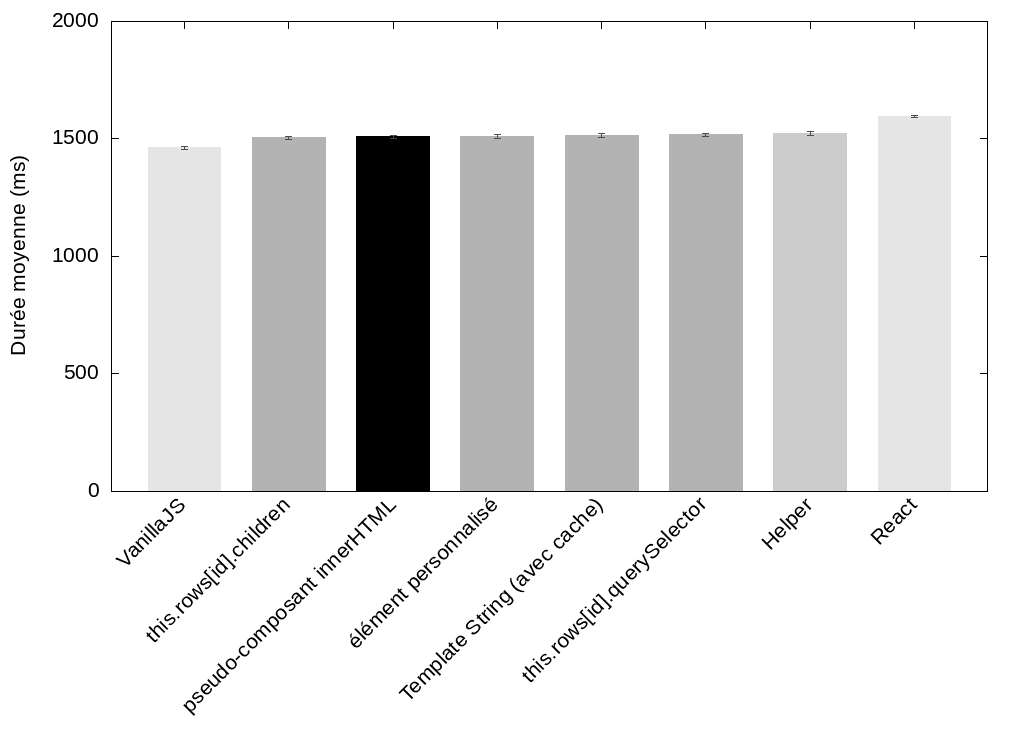 2000
1500
1000
500
0
Durée moyenne (ms)
VanillaJS
this.rows[id].children
pseudo-composant innerHTML
élément personnalisé
Template String (avec cache)
this.rows[id].querySelector
Helper
React